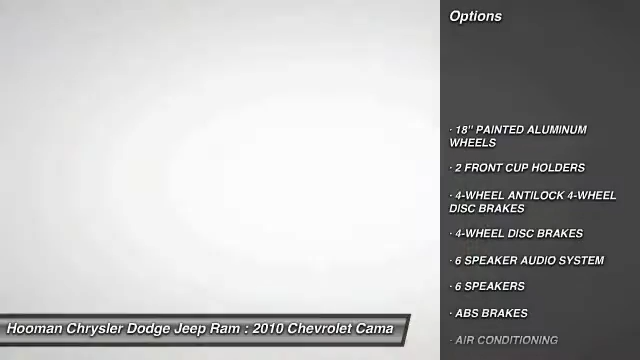 Options
· 18" PAINTED ALUMINUM
WHEELS
· 2 FRONT CUP HOLDERS
· 4-WHEEL ANTILOCK 4-WHEEL
DISC BRAKES
· 4-WHEEL DISC BRAKES
· 6 SPEAKER AUDIO SYSTEM
· 6 SPEAKERS
· ABS BRAKES
· AIR CONDITIONING
Hooman Chrysler Dodge Jeep Ram : 2010 Chevrolet Cama